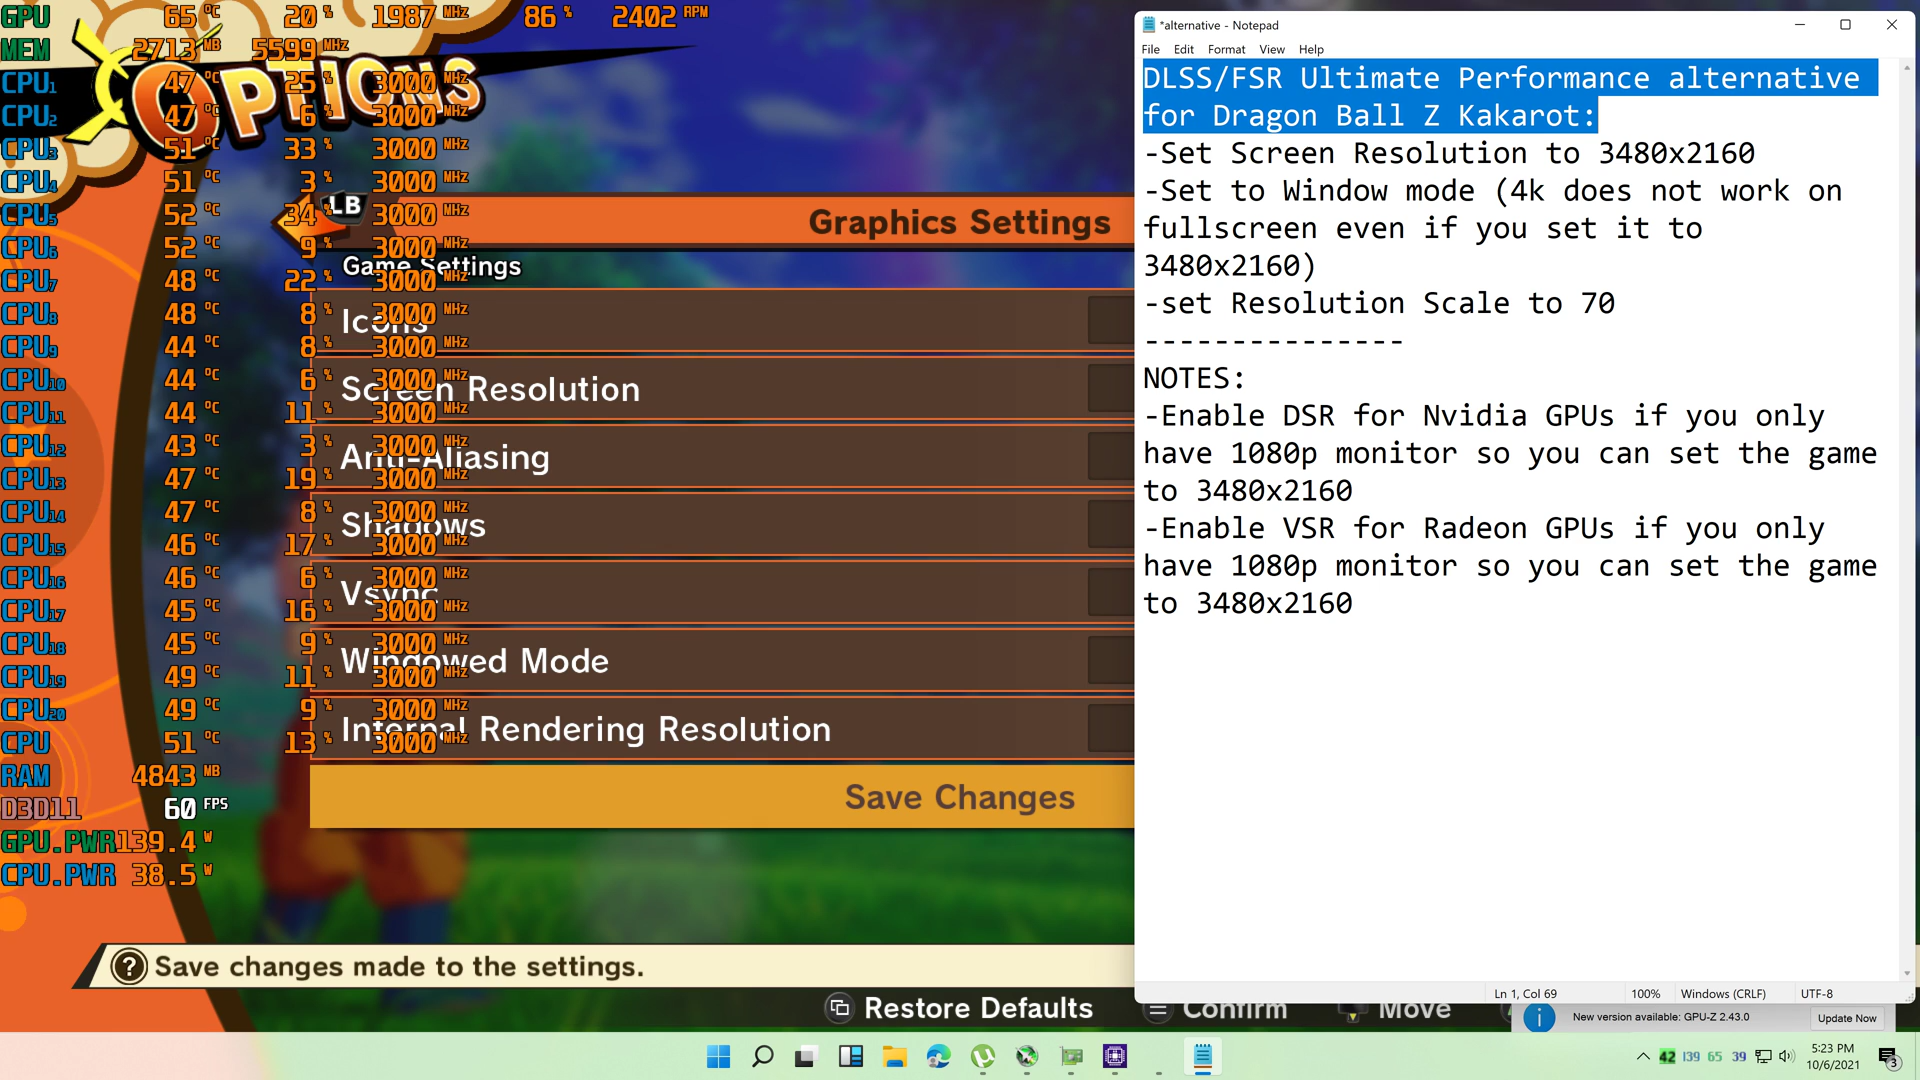 GPU 65 °C 20 % 1987 MHz 86 % 2402 RPM
MEM 2713 MB 5599 MHz
CPU1 47 °C 25 % 3000 MHz
CPU2 47 °C 6 % 3000 MHz
CPU3 51 °C 33 % 3000 MHz
CPU4 51 °C 3 % 3000 MHz
CPU5 52 °C 34 % 3000 MHz
CPU6 52 °C 9 % 3000 MHz
CPU7 48 °C 22 % 3000 MHz
CPU8 48 °C 8 % 3000 MHz
CPU9 44 °C 8 % 3000 MHz
CPU10 44 °C 6 % 3000 MHz
CPU11 44 °C 11 % 3000 MHz
CPU12 43 °C 3 % 3000 MHz
CPU13 47 °C 19 % 3000 MHz
CPU14 47 °C 8 % 3000 MHz
CPU15 46 °C 17 % 3000 MHz
CPU16 46 °C 6 % 3000 MHz
CPU17 45 °C 16 % 3000 MHz
CPU18 45 °C 9 % 3000 MHz
CPU19 49 °C 11 % 3000 MHz
CPU20 49 °C 9 % 3000 MHz
CPU 51 °C 13 % 3000 MHz
RAM 4843 MB
D3D11 60 FPS
GPU.PWR 139.4 W
CPU.PWR 38.5 W
OPTIONS
LB
Graphics Settings
Game Settings
Icons
Screen Resolution
Anti-Aliasing
Shadows
Vsync
Windowed Mode
Internal Rendering Resolution
Save Changes
Save changes made to the settings.
Restore Defaults
Confirm
Move
*alternative - Notepad
File Edit Format View Help
DLSS/FSR Ultimate Performance alternative
for Dragon Ball Z Kakarot:
-Set Screen Resolution to 3480x2160
-Set to Window mode (4k does not work on
fullscreen even if you set it to
3480x2160)
-set Resolution Scale to 70
---------------
NOTES:
-Enable DSR for Nvidia GPUs if you only
have 1080p monitor so you can set the game
to 3480x2160
-Enable VSR for Radeon GPUs if you only
have 1080p monitor so you can set the game
to 3480x2160
Ln 1, Col 69 100% Windows (CRLF) UTF-8
New version available: GPU-Z 2.43.0
Update Now
42 139 65 39
5:23 PM
10/6/2021
3